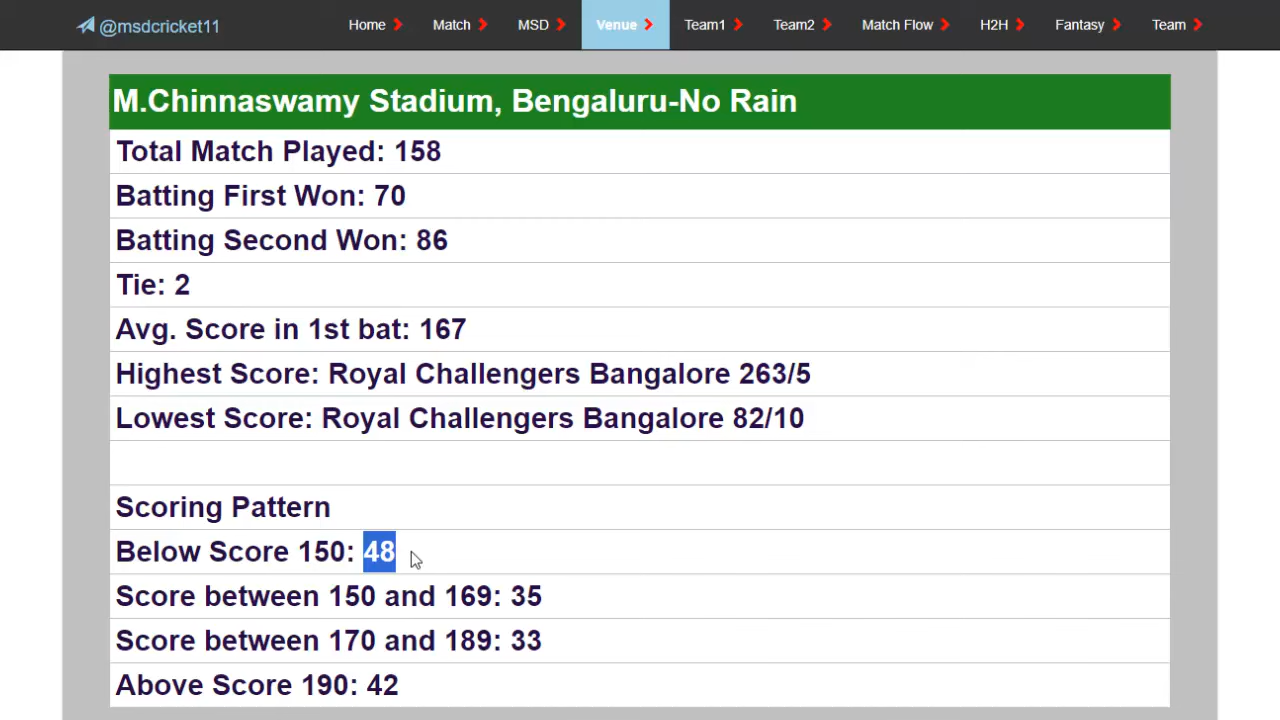 @msdcricket11 Home Match MSD Venue Team1 Team2 Match Flow H2H Fantasy Team
M.Chinnaswamy Stadium, Bengaluru-No Rain
Total Match Played: 158
Batting First Won: 70
Batting Second Won: 86
Tie: 2
Avg. Score in 1st bat: 167
Highest Score: Royal Challengers Bangalore 263/5
Lowest Score: Royal Challengers Bangalore 82/10
Scoring Pattern
Below Score 150: 48
Score between 150 and 169: 35
Score between 170 and 189: 33
Above Score 190: 42